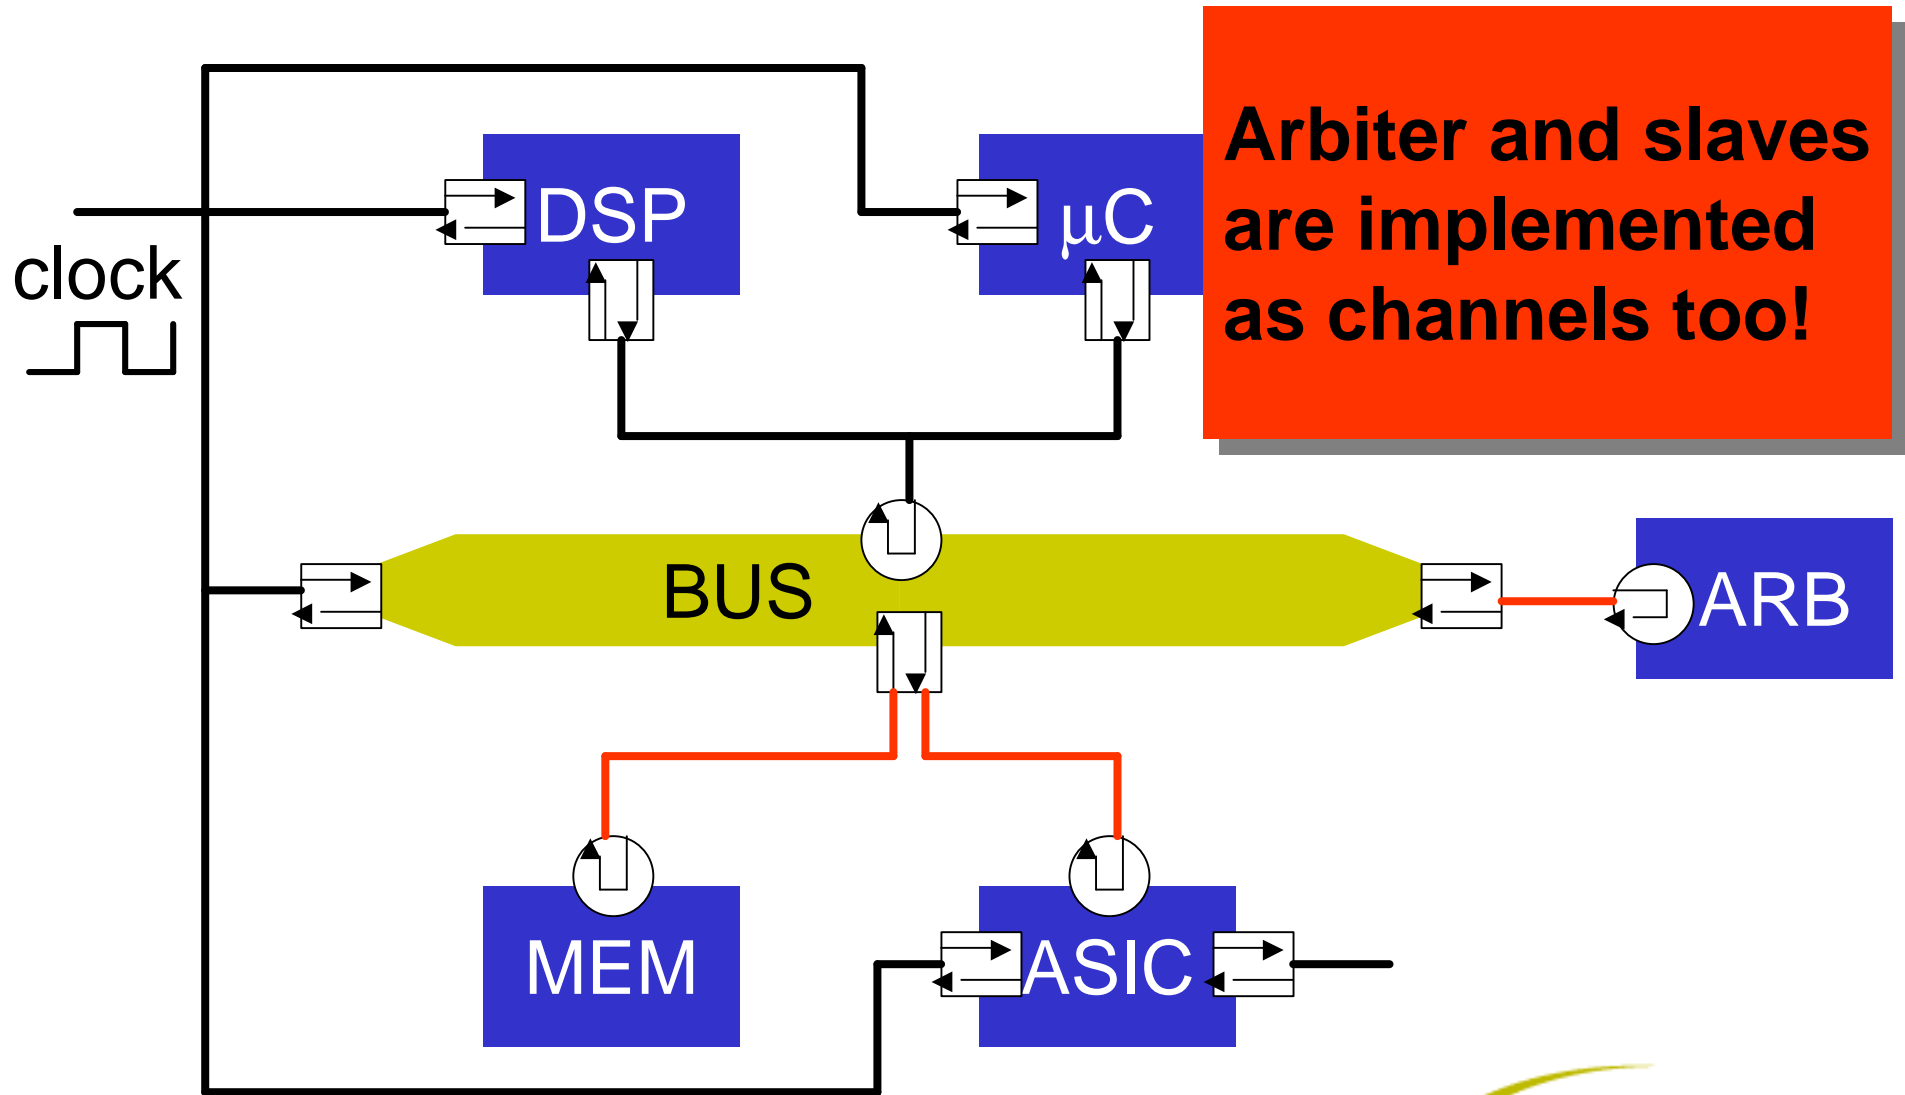 Arbiter and slaves
are implemented
as channels too!
DSP
µC
clock
BUS
ARB
MEM
ASIC